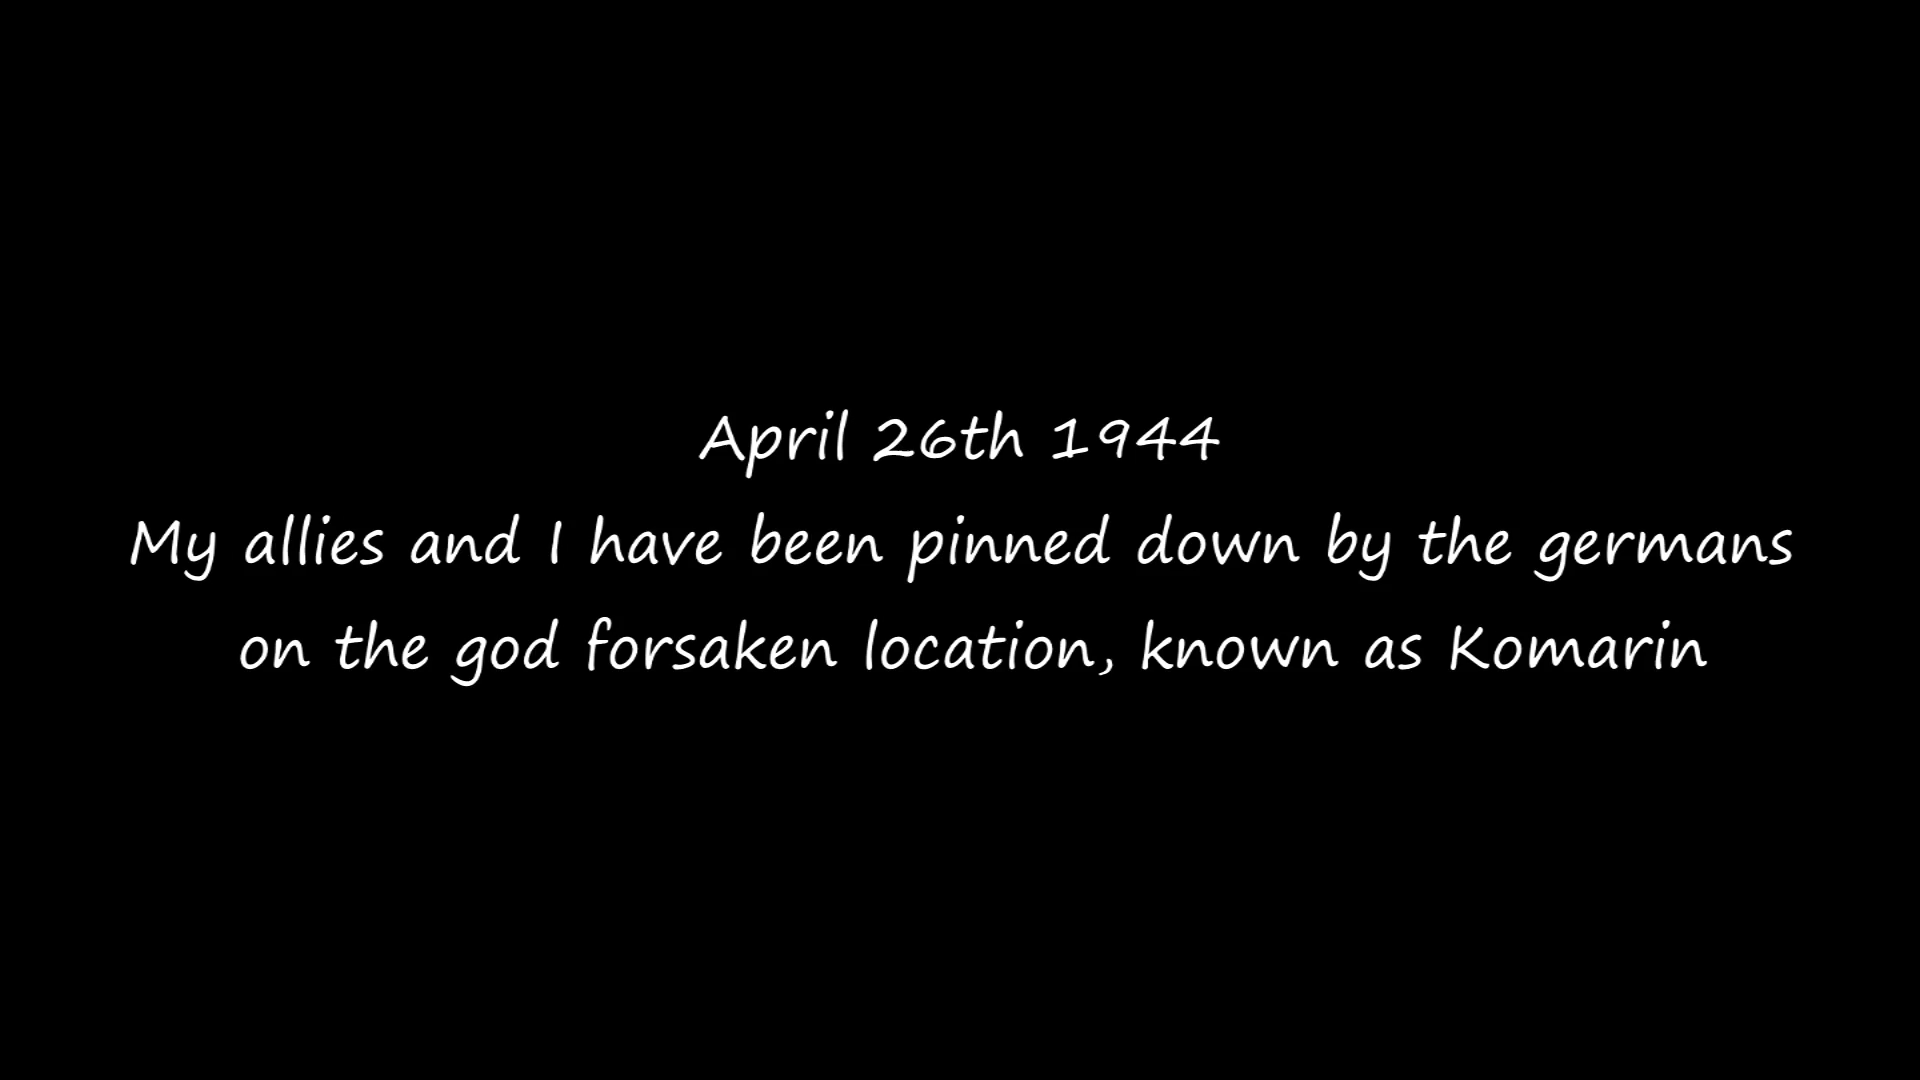 April 26th 1944
My allies and I have been pinned down by the germans
on the god forsaken location, known as Komarin